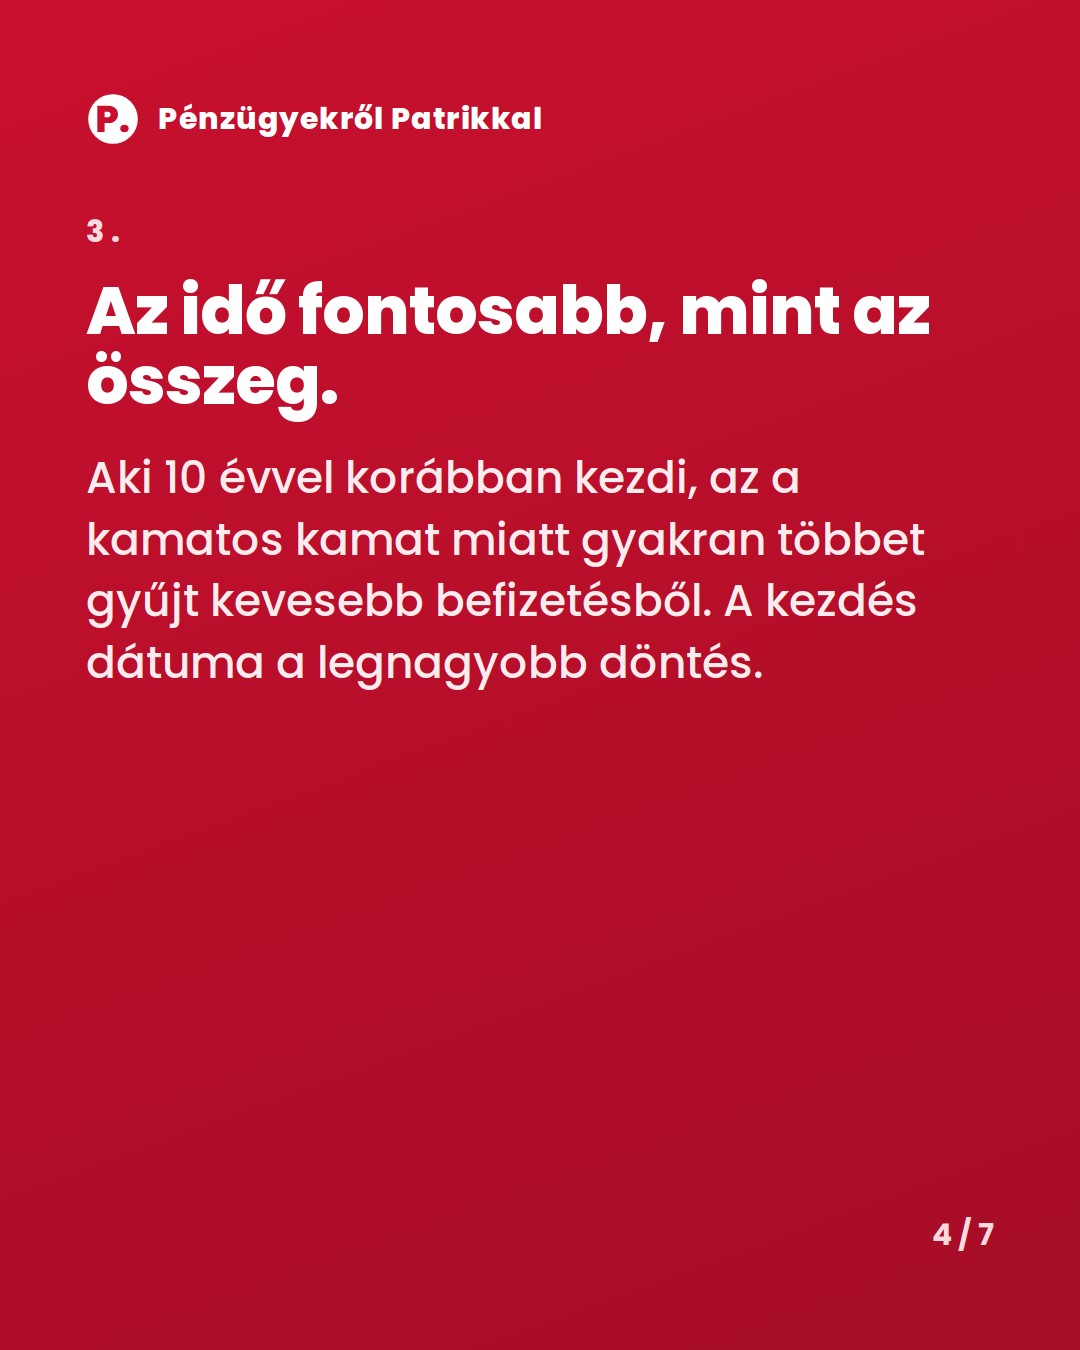 P. Pénzügyekről Patrikkal
3.
Az idő fontosabb, mint az
összeg.
Aki 10 évvel korábban kezdi, az a
kamatos kamat miatt gyakran többet
gyűjt kevesebb befizetésből. A kezdés
dátuma a legnagyobb döntés.
4/7